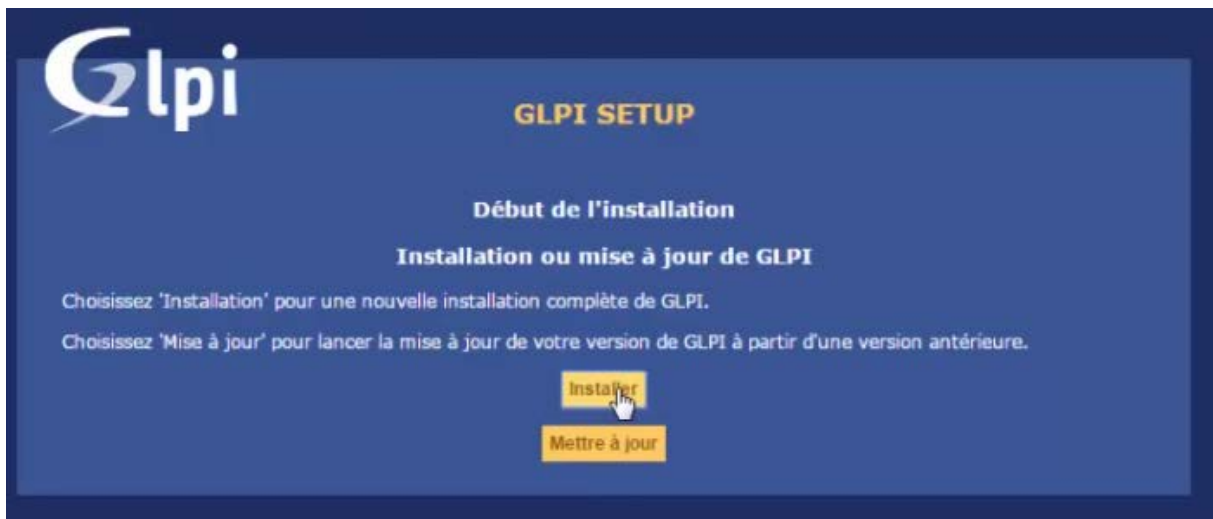 Glpi
GLPI SETUP
Début de l'installation
Installation ou mise à jour de GLPI
Choisissez 'Installation' pour une nouvelle installation complète de GLPI.
Choisissez 'Mise à jour' pour lancer la mise à jour de votre version de GLPI à partir d'une version antérieure.
Installer
Mettre à jour